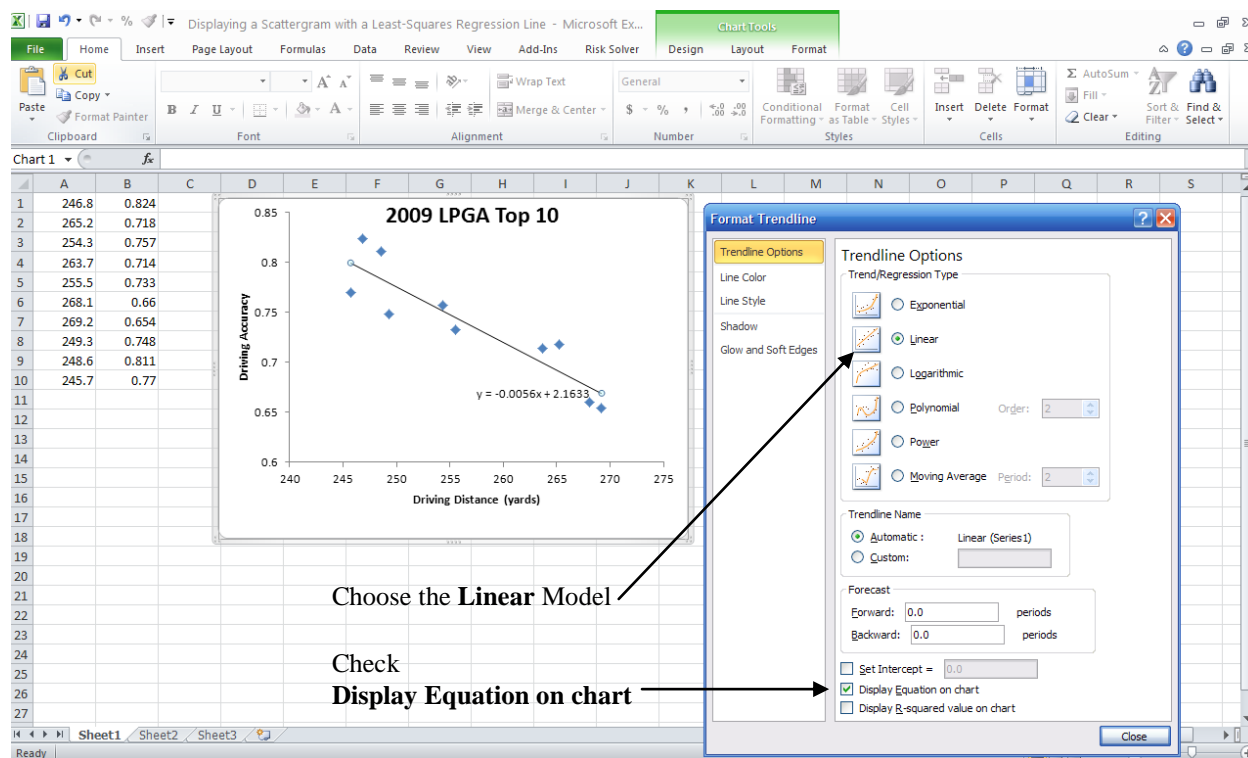 Displaying a Scattergram with a Least-Squares Regression Line - Microsoft Ex...
Chart Tools
File Home Insert Page Layout Formulas Data Review View Add-Ins Risk Solver Design Layout Format
Paste
Cut
Copy
Format Painter
Clipboard
B I U
A A
Font
Wrap Text
Merge & Center
Alignment
General
$ % ,
Number
Conditional Formatting
Format as Table
Cell Styles
Styles
Insert Delete Format
Cells
Σ AutoSum
Fill
Clear
Sort & Filter
Find & Select
Editing
Chart 1 fx
A B C D E F G H I J K L M N O P Q R S
1 246.8 0.824
2 265.2 0.718
3 254.3 0.757
4 263.7 0.714
5 255.5 0.733
6 268.1 0.66
7 269.2 0.654
8 249.3 0.748
9 248.6 0.811
10 245.7 0.77
11
12
13
14
15
16
17
18
19
20
21
22
23
24
25
26
27
2009 LPGA Top 10
0.85
0.8
0.75
0.7
0.65
0.6
Driving Accuracy
y = -0.0056x + 2.1633
240 245 250 255 260 265 270 275
Driving Distance (yards)
Format Trendline
Trendline Options
Line Color
Line Style
Shadow
Glow and Soft Edges
Trendline Options
Trend/Regression Type
Exponential
Linear
Logarithmic
Polynomial Order: 2
Power
Moving Average Period: 2
Trendline Name
Automatic : Linear (Series1)
Custom:
Forecast
Forward: 0.0 periods
Backward: 0.0 periods
Set Intercept = 0.0
Display Equation on chart
Display R-squared value on chart
Close
Choose the Linear Model
Check
Display Equation on chart
Sheet1 Sheet2 Sheet3
Ready